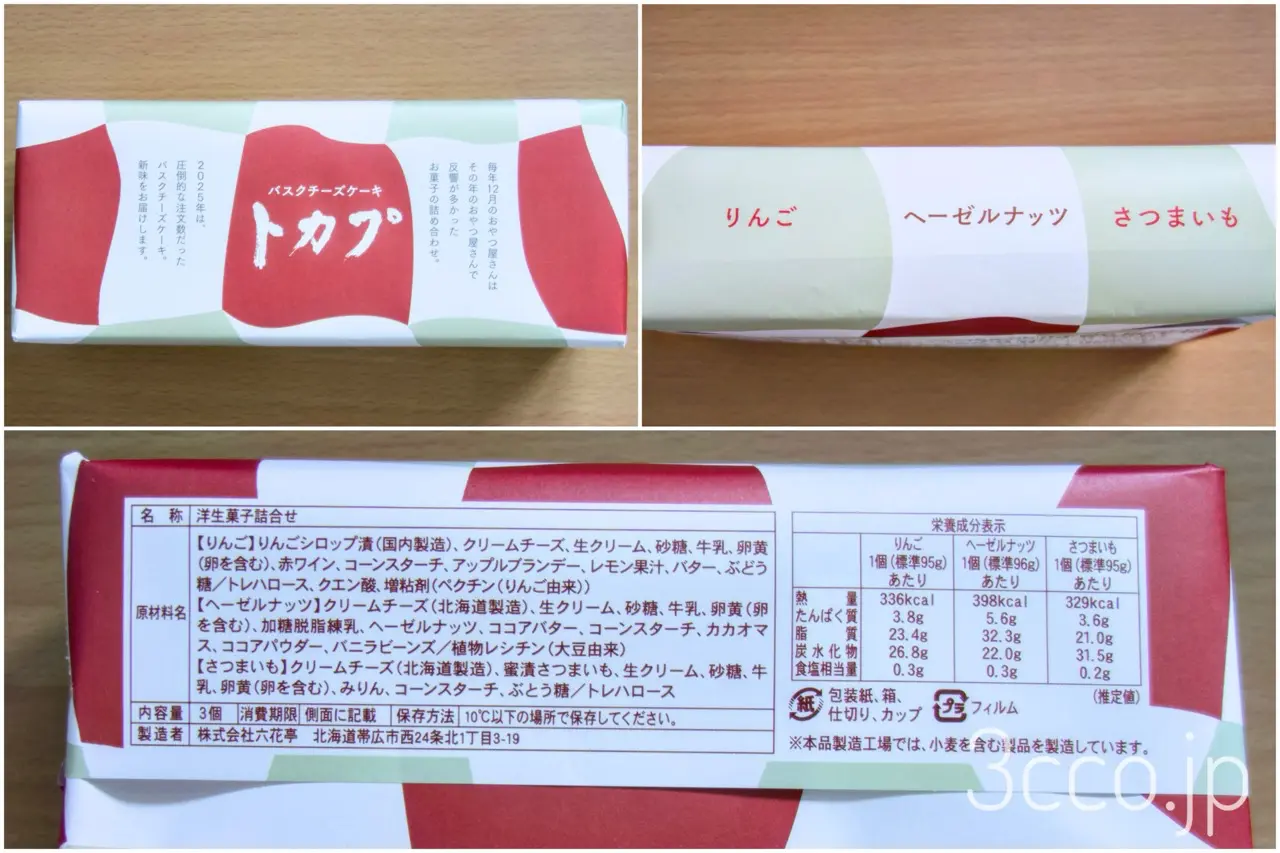 毎年12月のおやつ屋さんは
その年のおやつ屋さんで
反響が多かった
お菓子の詰め合わせ。
バスクチーズケーキ
トカプ
2025年は、
圧倒的な注文数だった
バスクチーズケーキ。
新味をお届けします。
りんご
ヘーゼルナッツ
さつまいも
名 称 洋生菓子詰合せ
原材料名
【りんご】りんごシロップ漬(国内製造)、クリームチーズ、生クリーム、砂糖、牛乳、卵黄
(卵を含む)、赤ワイン、コーンスターチ、アップルブランデー、レモン果汁、バター、ぶどう
糖/トレハロース、クエン酸、増粘剤(ペクチン(りんご由来))
【ヘーゼルナッツ】クリームチーズ(北海道製造)、生クリーム、砂糖、牛乳、卵黄(卵
を含む)、加糖脱脂練乳、ヘーゼルナッツ、ココアバター、コーンスターチ、カカオマ
ス、ココアパウダー、バニラビーンズ/植物レシチン(大豆由来)
【さつまいも】クリームチーズ(北海道製造)、蜜漬さつまいも、生クリーム、砂糖、牛
乳、卵黄(卵を含む)、みりん、コーンスターチ、ぶどう糖/トレハロース
内容量 3個 消費期限 側面に記載 保存方法 10℃以下の場所で保存してください。
製造者 株式会社六花亭 北海道帯広市西24条北1丁目3-19
栄養成分表示
りんご 1個(標準95g)あたり
ヘーゼルナッツ 1個(標準96g)あたり
さつまいも 1個(標準95g)あたり
熱 量 336kcal 398kcal 329kcal
たんぱく質 3.8g 5.6g 3.6g
脂 質 23.4g 32.3g 21.0g
炭水化物 26.8g 22.0g 31.5g
食塩相当量 0.3g 0.3g 0.2g
(推定値)
紙 包装紙、箱、
仕切り、カップ
プラ フィルム
※本品製造工場では、小麦を含む製品を製造しています。
3cco.jp